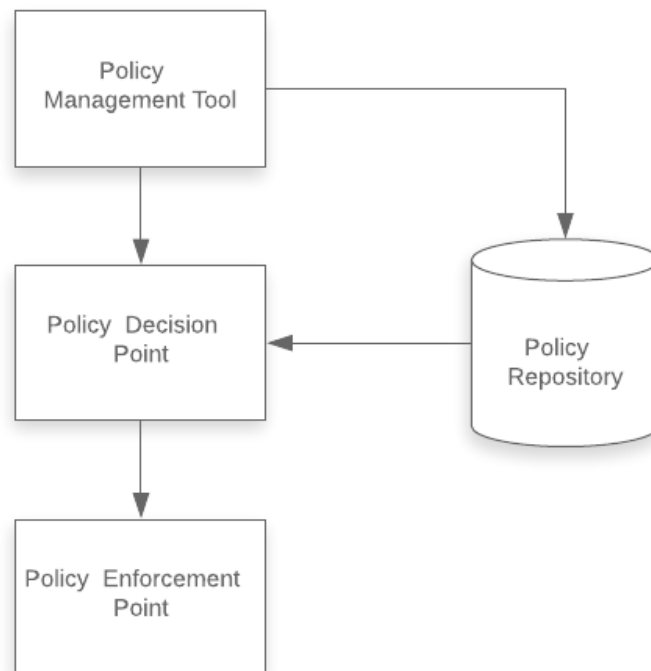 Policy
Management Tool
Policy Decision
Point
Policy
Repository
Policy Enforcement
Point